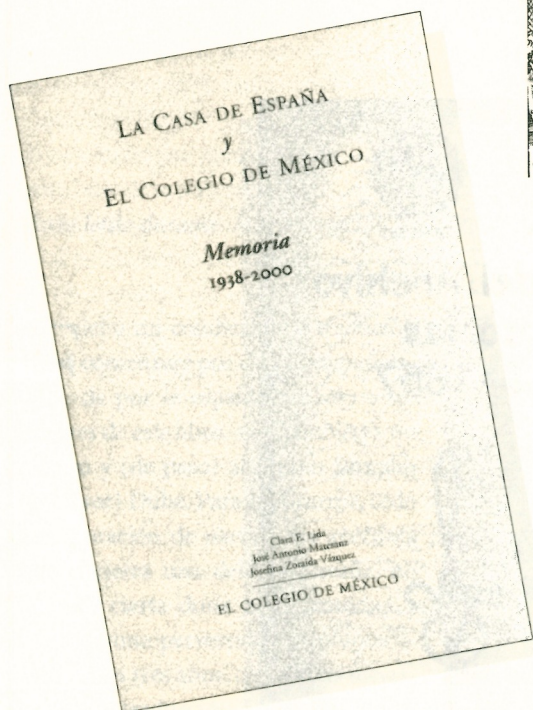 LA CASA DE ESPAÑA
y
EL COLEGIO DE MÉXICO
Memoria
1938-2000
Clara E. Lida
José Antonio Matesanz
Josefina Zoraida Vázquez
EL COLEGIO DE MÉXICO